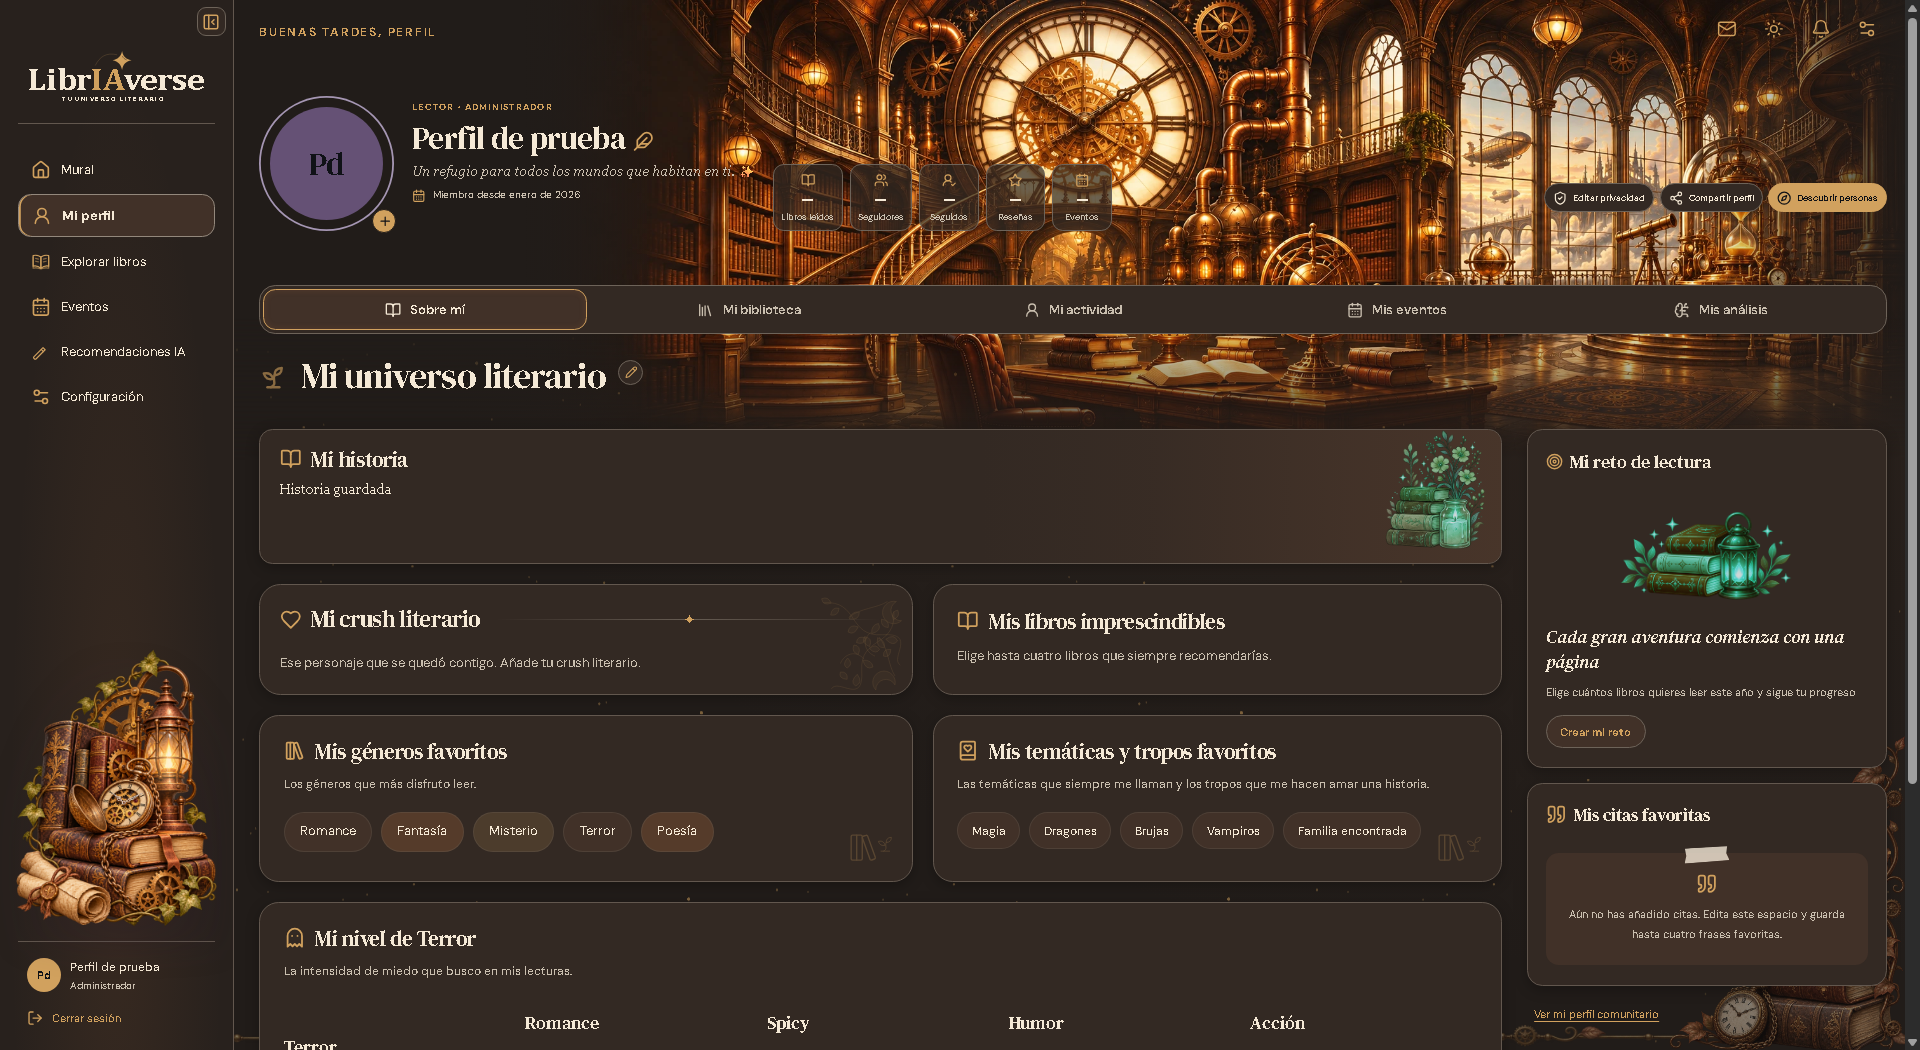 LibrIAverse
TU UNIVERSO LITERARIO
Mural
Mi perfil
Explorar libros
Eventos
Recomendaciones IA
Configuración
Pd
Perfil de prueba
Administrador
Cerrar sesión
BUENAS TARDES, PERFIL
Pd
LECTOR • ADMINISTRADOR
Perfil de prueba
Un refugio para todos los mundos que habitan en ti.
Miembro desde enero de 2026
–
Libros leídos
–
Seguidores
–
Seguidos
–
Reseñas
–
Eventos
Editar privacidad
Compartir perfil
Descubrir personas
Sobre mí
Mi biblioteca
Mi actividad
Mis eventos
Mis análisis
Mi universo literario
Mi historia
Historia guardada
Mi crush literario
Ese personaje que se quedó contigo. Añade tu crush literario.
Mis libros imprescindibles
Elige hasta cuatro libros que siempre recomendarías.
Mis géneros favoritos
Los géneros que más disfruto leer.
Romance
Fantasía
Misterio
Terror
Poesía
Mis temáticas y tropos favoritos
Las temáticas que siempre me llaman y los tropos que me hacen amar una historia.
Magia
Dragones
Brujas
Vampiros
Familia encontrada
Mi nivel de Terror
La intensidad de miedo que busco en mis lecturas.
Romance
Spicy
Humor
Acción
Terror
Mi reto de lectura
Cada gran aventura comienza con una
página
Elige cuántos libros quieres leer este año y sigue tu progreso
Crear mi reto
Mis citas favoritas
Aún no has añadido citas. Edita este espacio y guarda
hasta cuatro frases favoritas.
Ver mi perfil comunitario